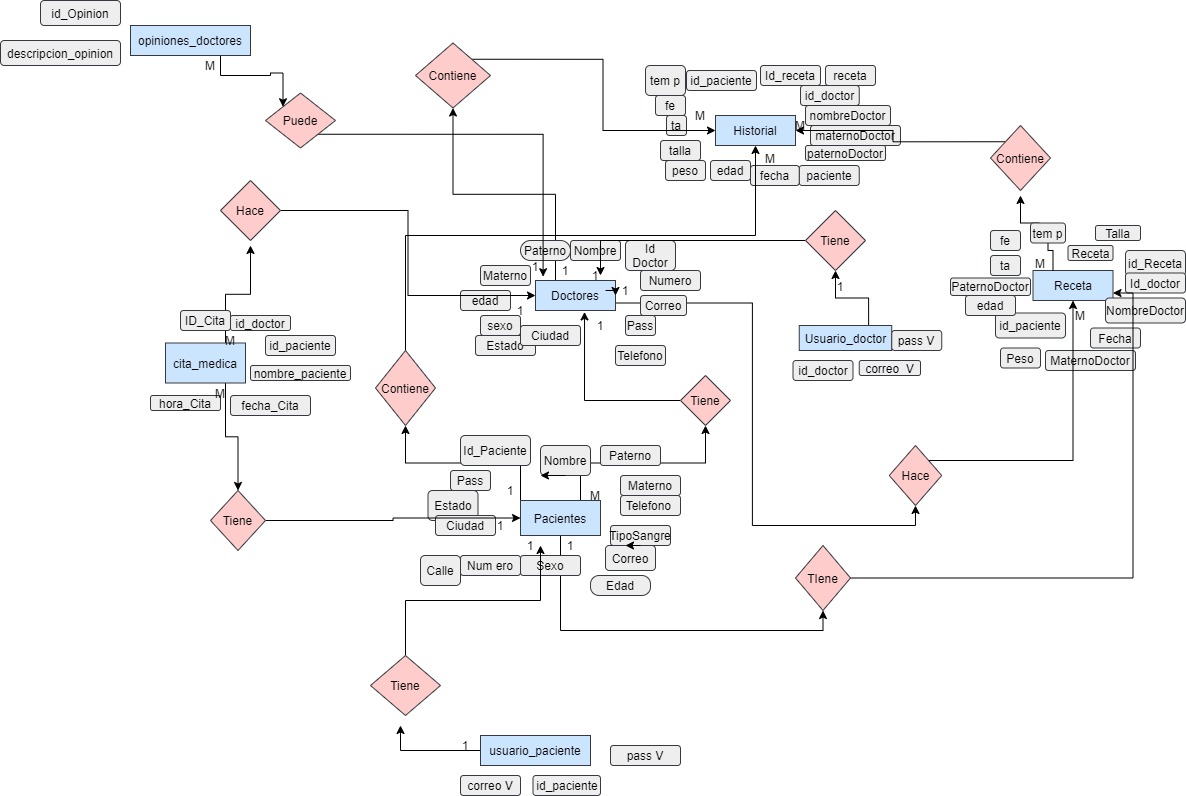 id_Opinion
opiniones_doctores
descripcion_opinion
M
Puede
Contiene
tem p
id_paciente
Id_receta
receta
fe
id_doctor
M
nombreDoctor
ta
Historial
M
maternoDoctor
talla
paternoDoctor
M
peso
edad
fecha
paciente
Contiene
Hace
Tiene
Paterno
Nombre
Id
Doctor
Materno
1
1
1
Numero
Doctores
1
edad
1
Correo
sexo
1
Pass
Estado
Ciudad
Telefono
1
Usuario_doctor
pass V
id_doctor
correo V
tem p
Talla
fe
Receta
ta
M
id_Receta
PaternoDoctor
Receta
Id_doctor
edad
NombreDoctor
id_paciente
M
Fecha
Peso
MaternoDoctor
ID_Cita
id_doctor
M
id_paciente
cita_medica
nombre_paciente
M
hora_Cita
fecha_Cita
Contiene
Tiene
Id_Paciente
Nombre
Paterno
Pass
1
M
Materno
Estado
Telefono
Ciudad
1
Pacientes
TipoSangre
1
1
Correo
Calle
Num ero
Sexo
Edad
Hace
Tiene
TIene
Tiene
1
usuario_paciente
pass V
correo V
id_paciente